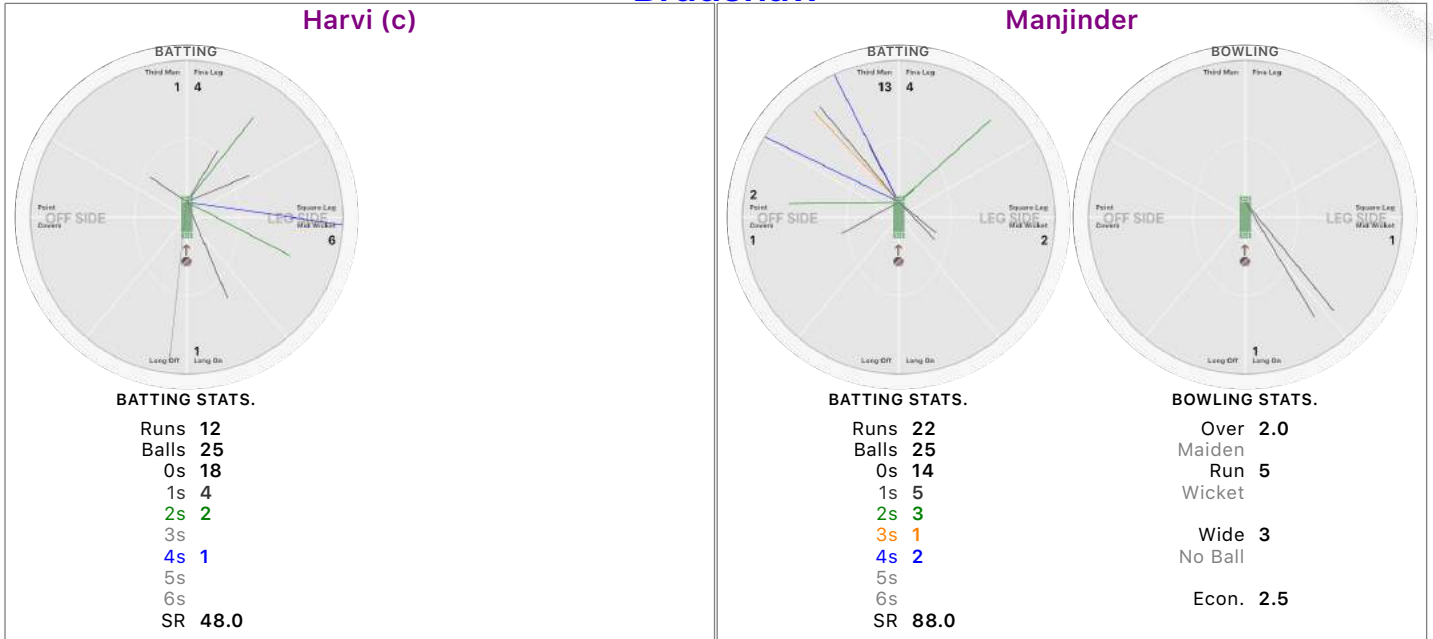 Harvi (c)
BATTING
Third Man Fine Leg
1 4
Point Square Leg
OFF SIDE LEG SIDE
Covers Midi Wicket
6
1
Long Off Long On
BATTING STATS.
Runs 12
Balls 25
0s 18
1s 4
2s 2
3s
4s 1
5s
6s
SR 48.0
Manjinder
BATTING
Third Man Fine Leg
13 4
2
Point Square Leg
OFF SIDE LEG SIDE
Covers Midi Wicket
1 2
Long Off Long On
BATTING STATS.
Runs 22
Balls 25
0s 14
1s 5
2s 3
3s 1
4s 2
5s
6s
SR 88.0
BOWLING
Third Man Fine Leg
Point Square Leg
OFF SIDE LEG SIDE
Covers Midi Wicket
1
1
Long Off Long On
BOWLING STATS.
Over 2.0
Maiden
Run 5
Wicket
Wide 3
No Ball
Econ. 2.5